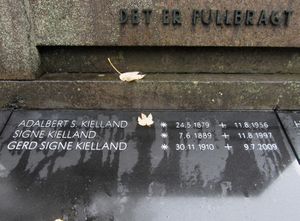 DET ER FULLBRAGT
ADALBERT S. KIELLAND * 24.5.1879 + 11.8.1956
SIGNE KIELLAND * 7.6.1889 + 11.8.1997
GERD SIGNE KIELLAND * 30.11.1910 + 9.7.2009